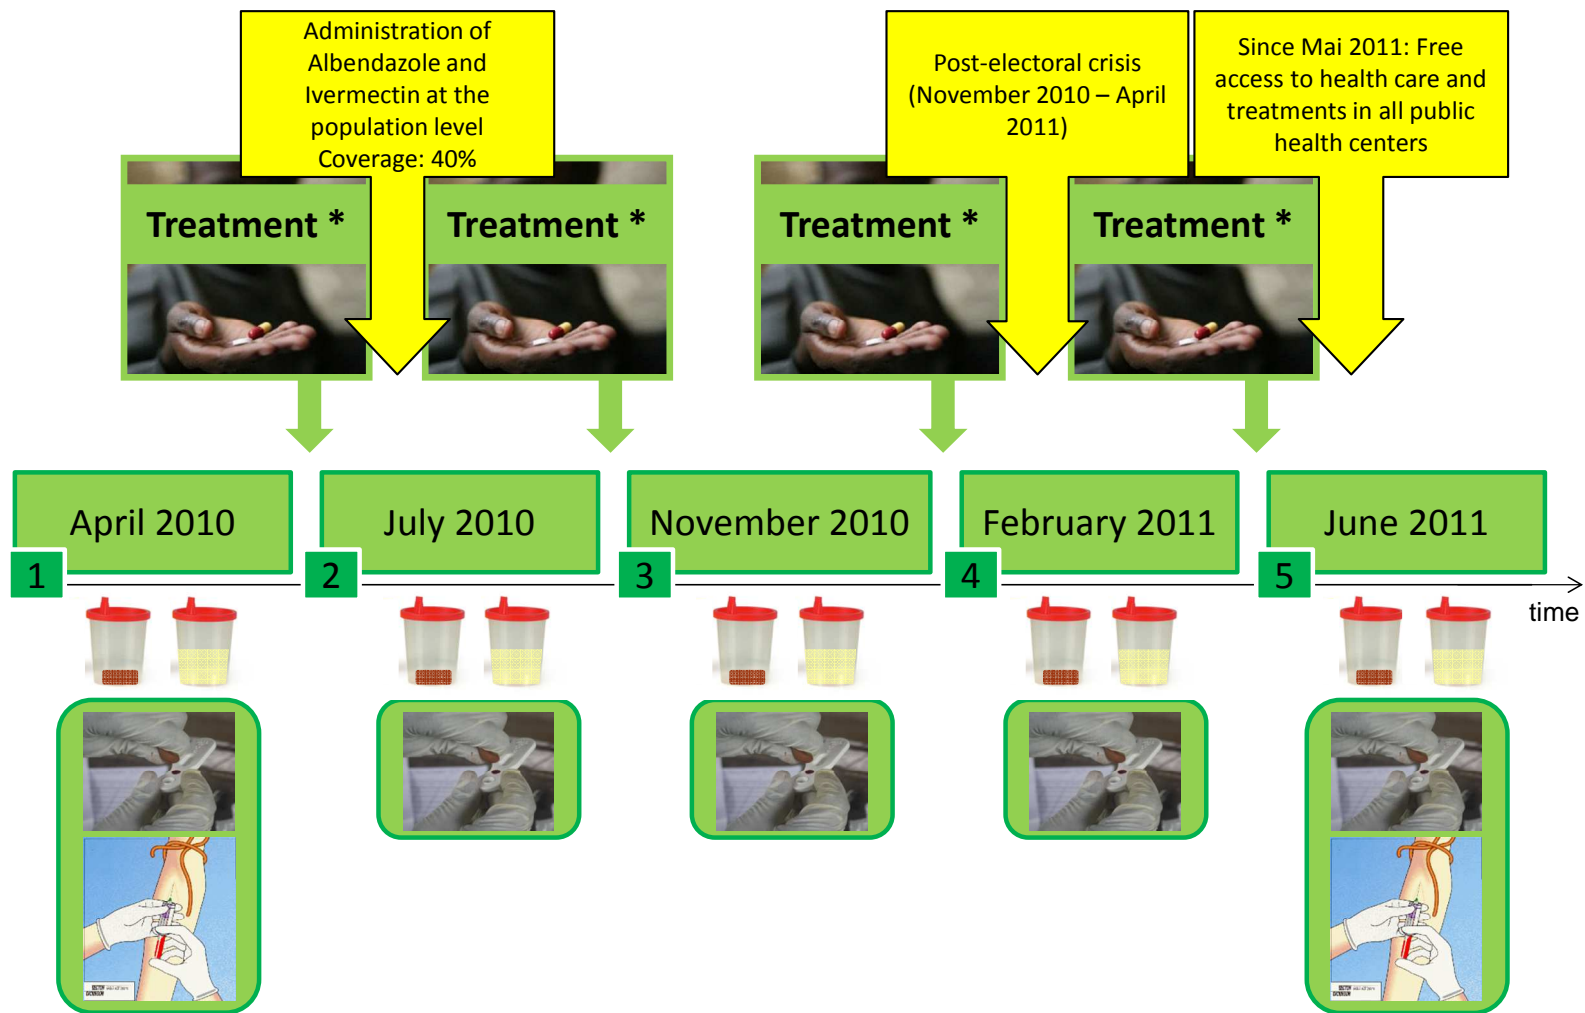 Administration of
Albendazole and
Ivermectin at the
population level
Coverage: 40%
Post-electoral crisis
(November 2010 – April
2011)
Since Mai 2011: Free
access to health care and
treatments in all public
health centers
Treatment *
Treatment *
Treatment *
Treatment *
April 2010
July 2010
November 2010
February 2011
June 2011
1
2
3
4
5
time